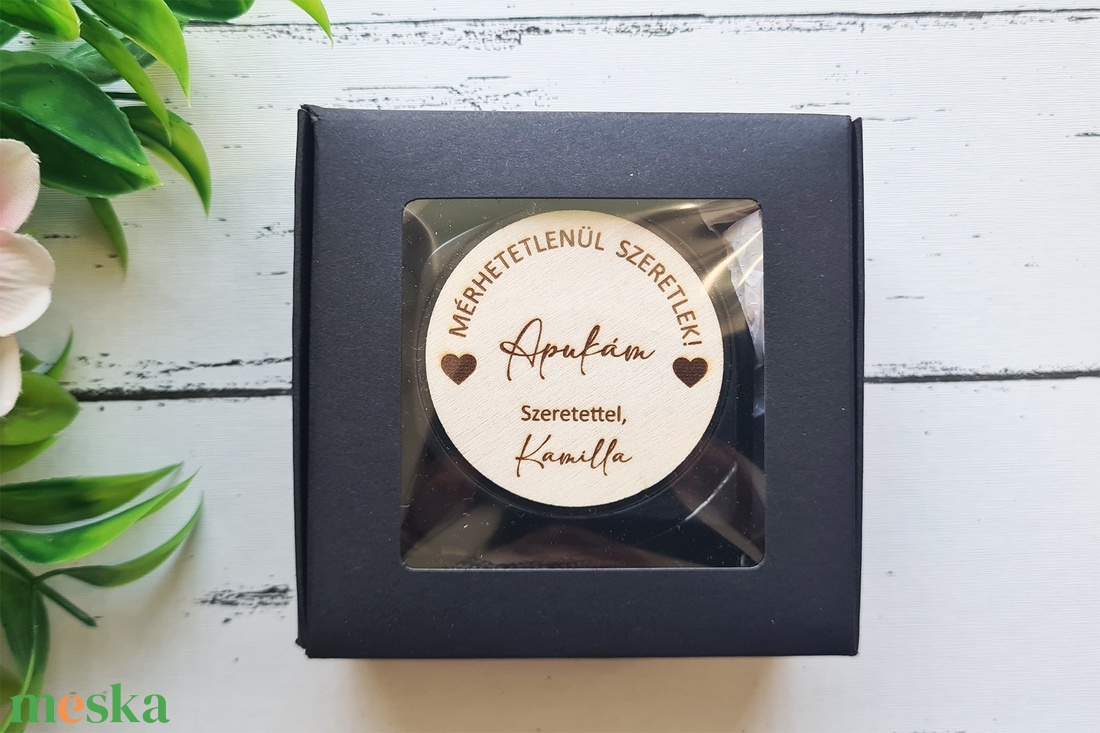 MÉRHETETLENÜL SZERETLEK!
Apukám
Szeretettel,
Kamilla
meska